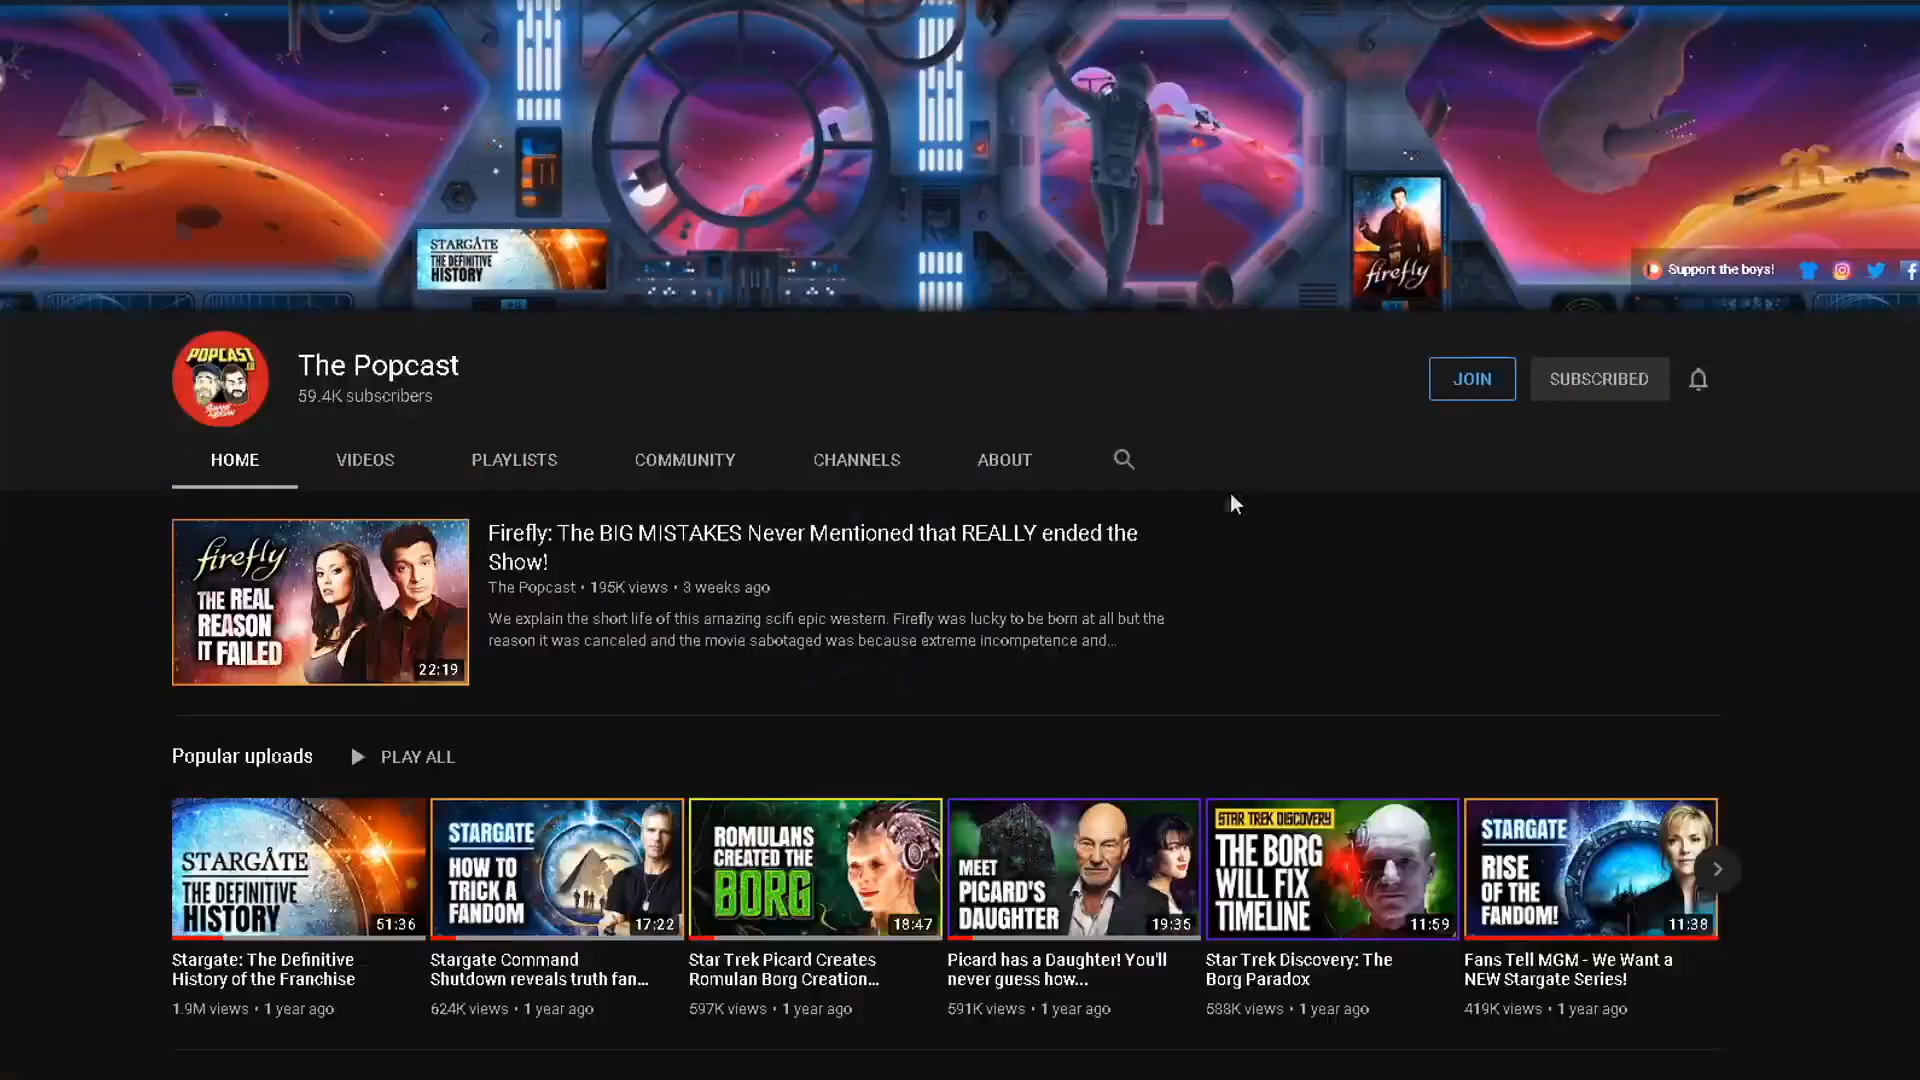 STARGATE
THE DEFINITIVE
HISTORY
firefly
Support the boys!
POPCAST
The Popcast
59.4K subscribers
JOIN
SUBSCRIBED
HOME
VIDEOS
PLAYLISTS
COMMUNITY
CHANNELS
ABOUT
firefly
THE REAL
REASON
IT FAILED
22:19
Firefly: The BIG MISTAKES Never Mentioned that REALLY ended the
Show!
The Popcast • 195K views • 3 weeks ago
We explain the short life of this amazing scifi epic western. Firefly was lucky to be born at all but the
reason it was canceled and the movie sabotaged was because extreme incompetence and...
Popular uploads
PLAY ALL
STARGATE
THE DEFINITIVE
HISTORY
51:36
Stargate: The Definitive
History of the Franchise
1.9M views • 1 year ago
STARGATE
HOW TO
TRICK A
FANDOM
17:22
Stargate Command
Shutdown reveals truth fan...
624K views • 1 year ago
ROMULANS
CREATED THE
BORG
18:47
Star Trek Picard Creates
Romulan Borg Creation...
597K views • 1 year ago
MEET
PICARD'S
DAUGHTER
19:35
Picard has a Daughter! You'll
never guess how...
591K views • 1 year ago
STAR TREK DISCOVERY
THE BORG
WILL FIX
TIMELINE
11:59
Star Trek Discovery: The
Borg Paradox
588K views • 1 year ago
STARGATE
RISE
OF THE
FANDOM!
11:38
Fans Tell MGM - We Want a
NEW Stargate Series!
419K views • 1 year ago